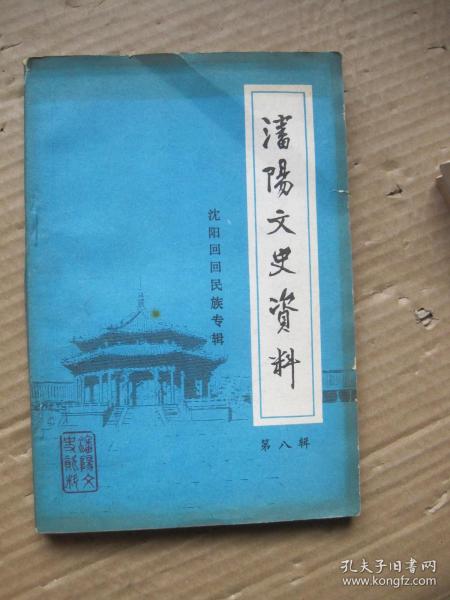 瀋陽文史資料
沈阳回回民族专辑
第八辑
瀋陽文
史資料
孔夫子旧书网
www.kongfz.com